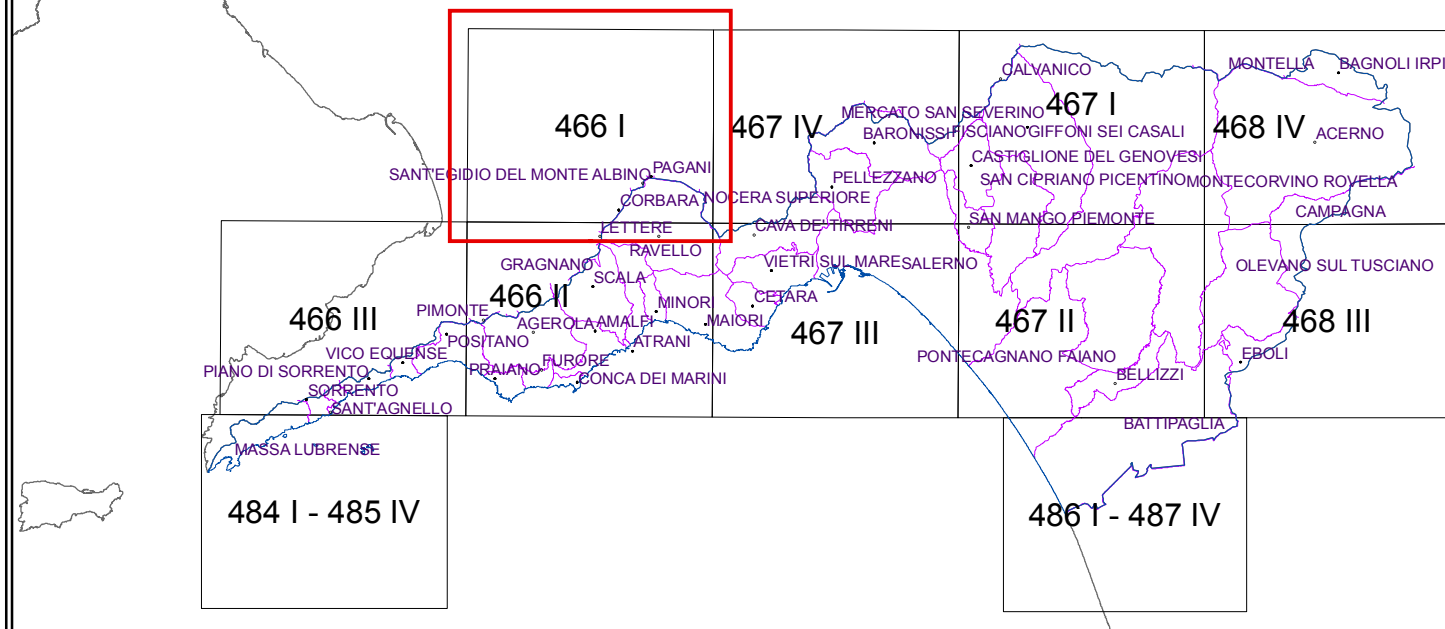 CALVANICO
MONTELLA
BAGNOLI IRPI
467 I
MERCATO SAN SEVERINO
466 I
467 IV
468 IV
BARONISSI
FISCIANO
GIFFONI SEI CASALI
ACERNO
SANT'EGIDIO DEL MONTE ALBINO
PAGANI
CASTIGLIONE DEL GENOVESI
PELLEZZANO
SAN CIPRIANO PICENTINO
MONTECORVINO ROVELLA
CORBARA
NOCERA SUPERIORE
CAMPAGNA
SAN MANGO PIEMONTE
LETTERE
CAVA DE' TIRRENI
RAVELLO
GRAGNANO
VIETRI SUL MARE
SALERNO
OLEVANO SUL TUSCIANO
SCALA
466 II
CETARA
MINOR
PIMONTE
466 III
AGEROLA
AMALFI
MAIORI
467 III
467 II
468 III
POSITANO
ATRANI
VICO EQUENSE
FURORE
PONTECAGNANO FAIANO
EBOLI
PIANO DI SORRENTO
PRAIANO
CONCA DEI MARINI
BELLIZZI
SORRENTO
SANT'AGNELLO
BATTIPAGLIA
MASSA LUBRENSE
484 I - 485 IV
486 I - 487 IV